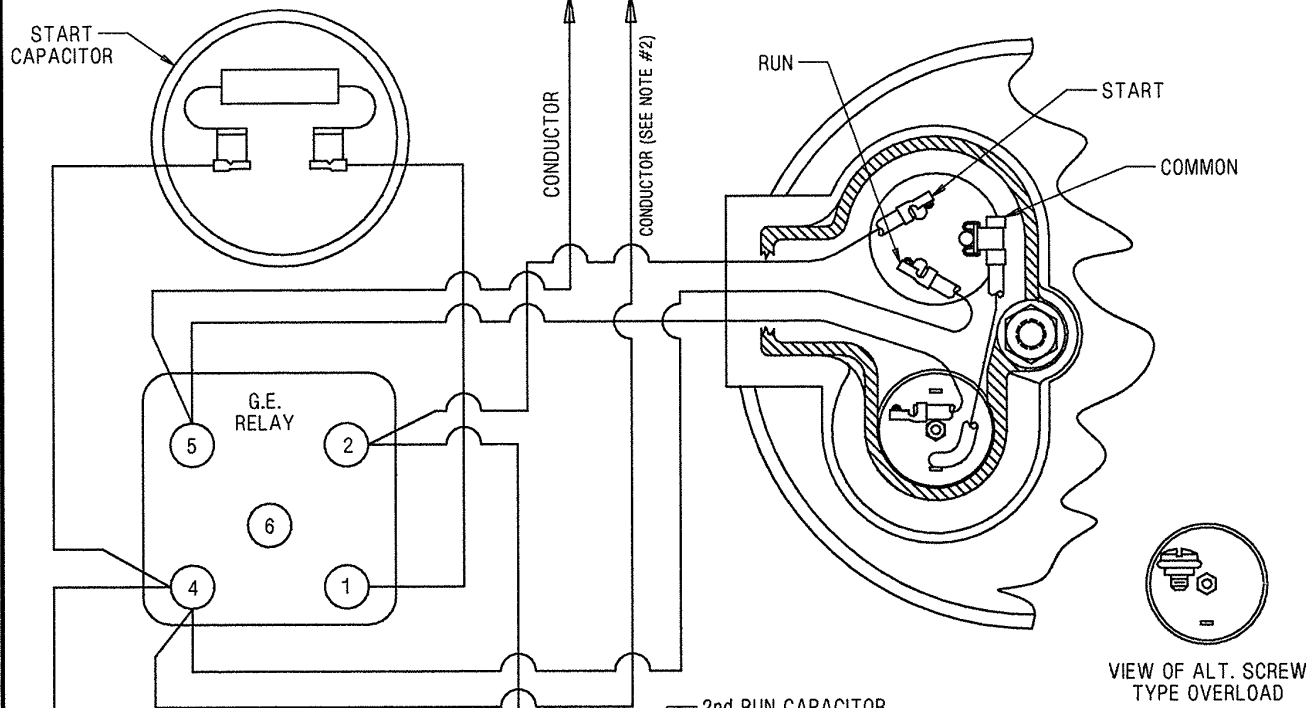 START
CAPACITOR
CONDUCTOR
CONDUCTOR (SEE NOTE #2)
RUN
START
COMMON
G.E.
RELAY
5
2
6
4
1
VIEW OF ALT. SCREW
TYPE OVERLOAD
2nd RUN CAPACITOR